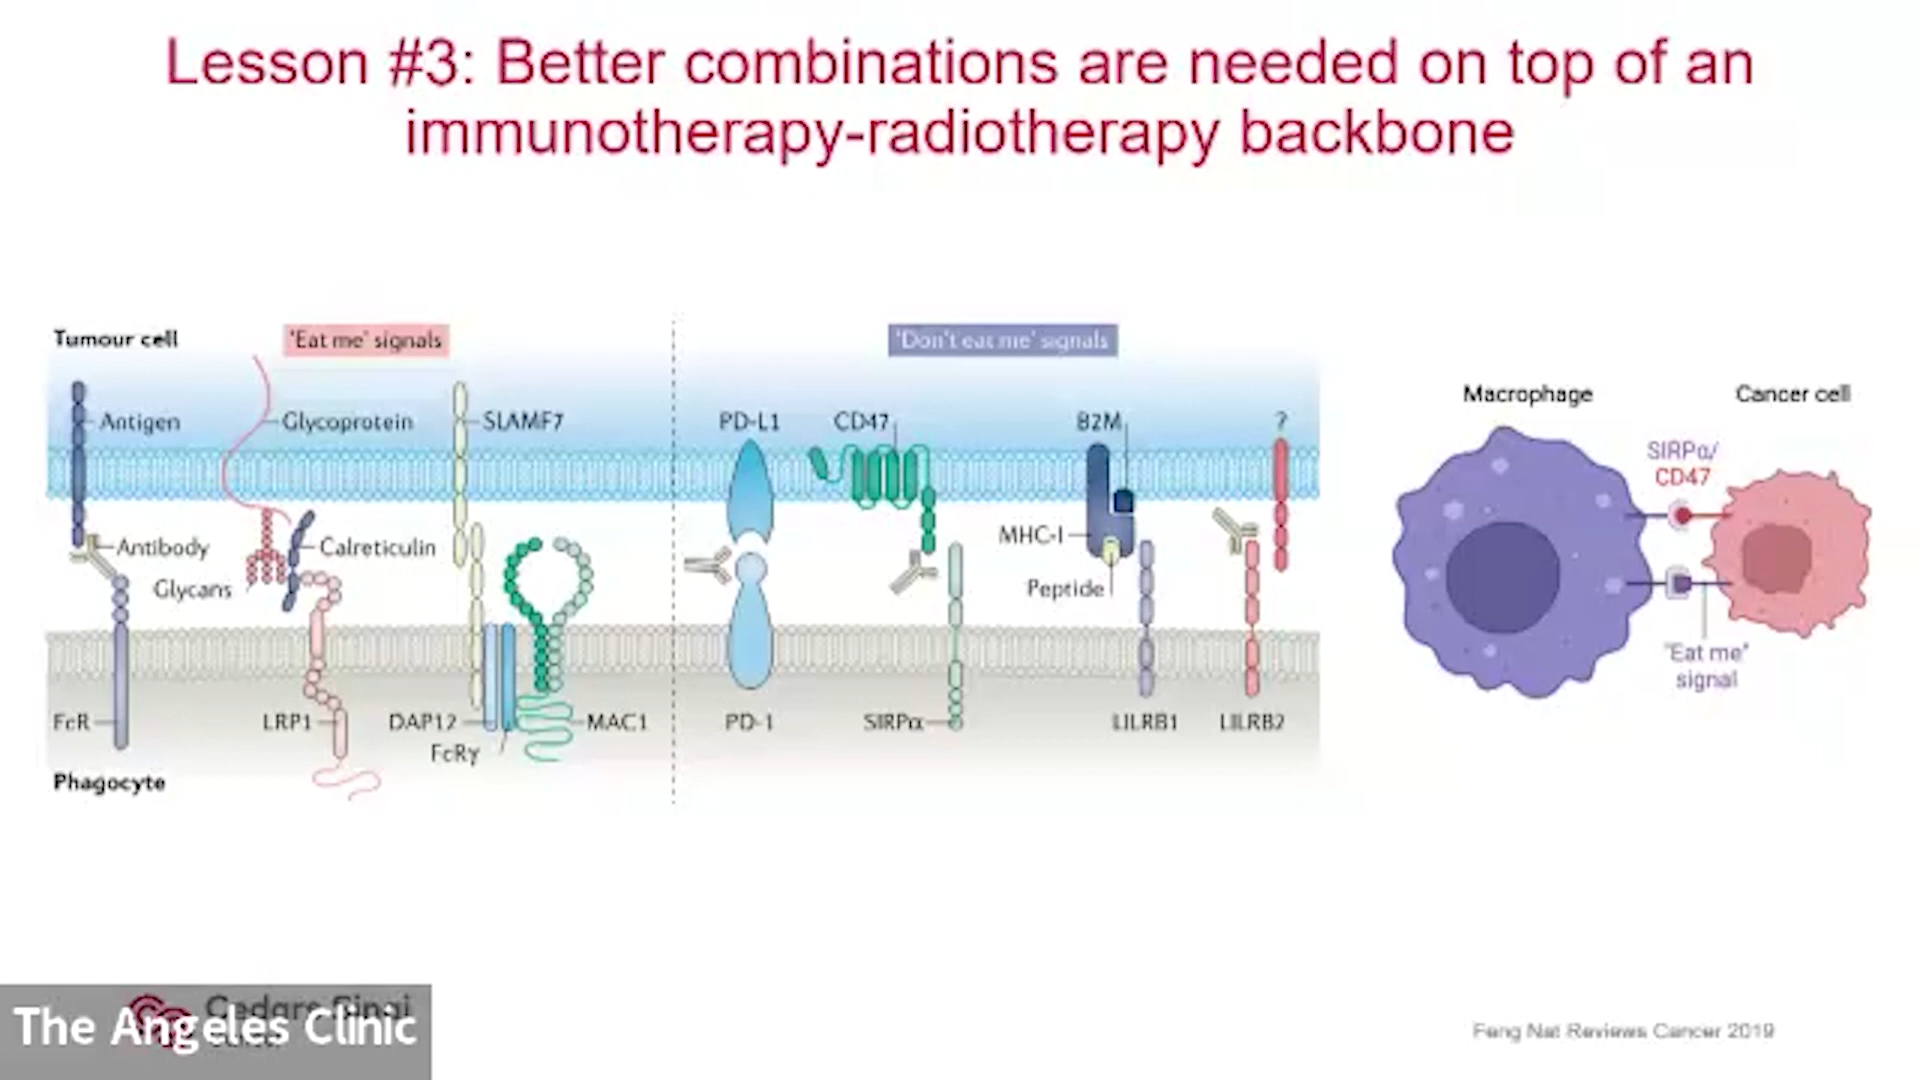 Lesson #3: Better combinations are needed on top of an
immunotherapy-radiotherapy backbone
Tumour cell
'Eat me' signals
'Don't eat me' signals
Antigen
Glycoprotein
SLAMF7
PD-L1
CD47
B2M
?
Antibody
Calreticulin
Glycans
MHC-I
Peptide
FcR
LRP1
DAP12
FcRγ
MAC1
PD-1
SIRPα
LILRB1
LILRB2
Phagocyte
Macrophage
Cancer cell
SIRPα/
CD47
"Eat me"
signal
Cedars Sinai
The Angeles Clinic
Feng Nat Reviews Cancer 2019